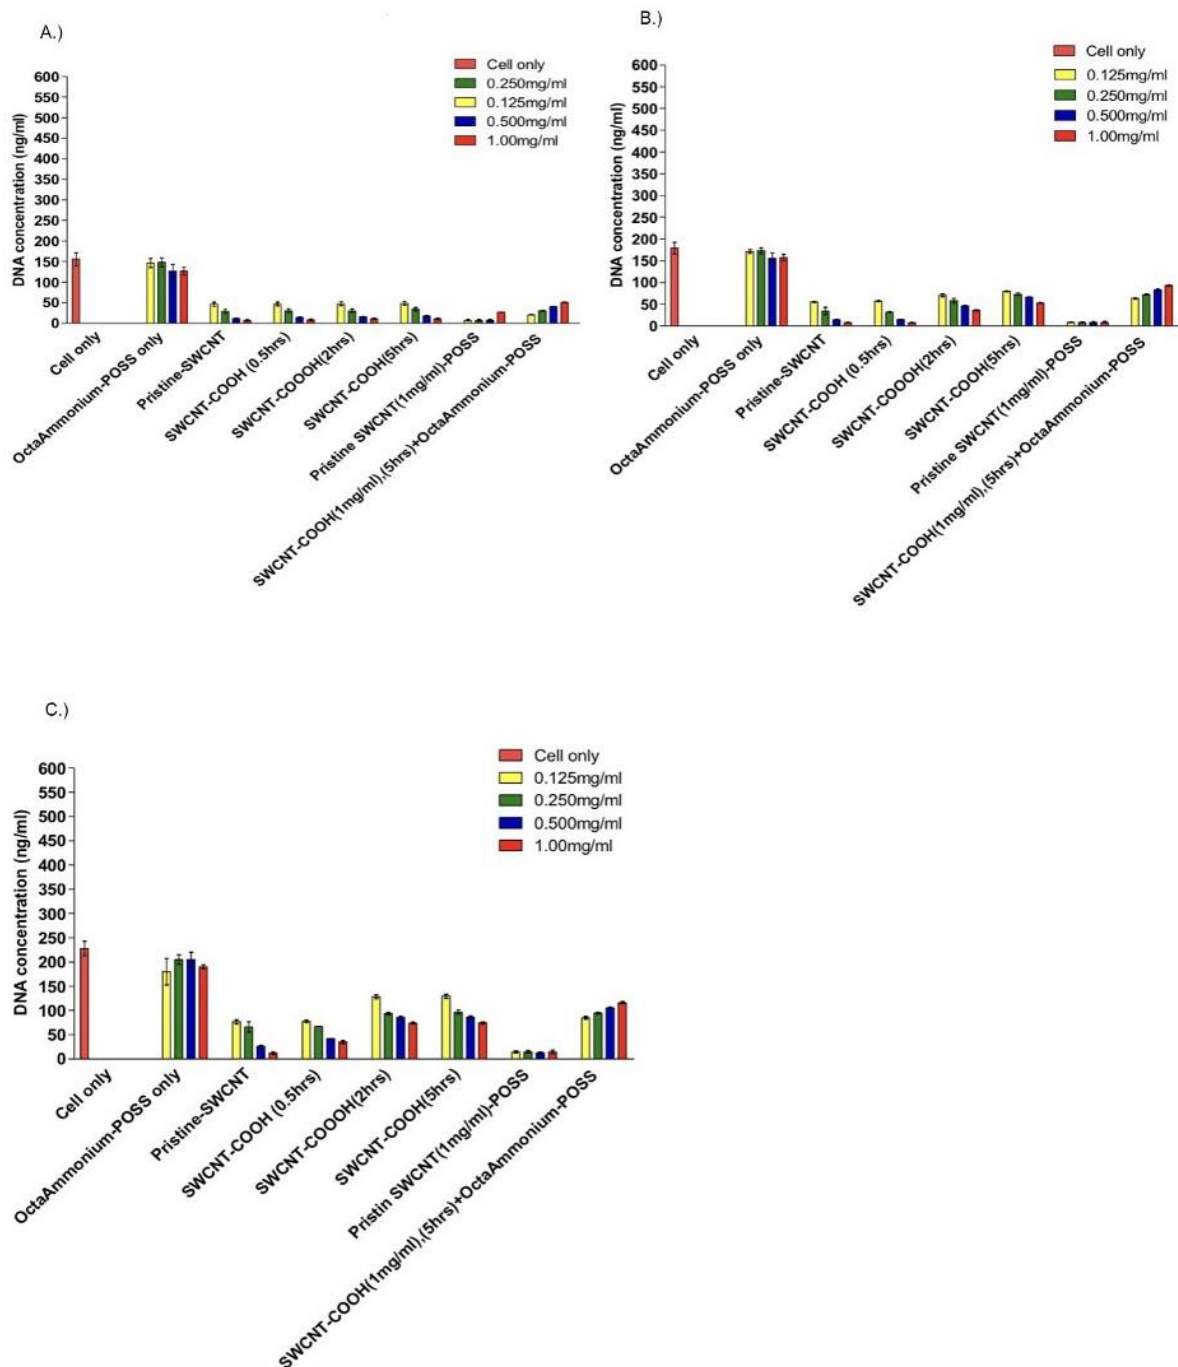 A.)
Cell only
0.250mg/ml
0.125mg/ml
0.500mg/ml
1.00mg/ml
DNA concentration (ng/ml)
600
550
500
450
400
350
300
250
200
150
100
50
0
Cell only
OctaAmmonium-POSS only
Pristine-SWCNT
SWCNT-COOH (0.5hrs)
SWCNT-COOOH(2hrs)
SWCNT-COOH(5hrs)
Pristine SWCNT(1mg/ml)-POSS
SWCNT-COOH(1mg/ml),(5hrs)+OctaAmmonium-POSS
B.)
Cell only
0.125mg/ml
0.250mg/ml
0.500mg/ml
1.00mg/ml
DNA concentration (ng/ml)
600
550
500
450
400
350
300
250
200
150
100
50
0
Cell only
OctaAmmonium-POSS only
Pristine-SWCNT
SWCNT-COOH (0.5hrs)
SWCNT-COOOH(2hrs)
SWCNT-COOH(5hrs)
Pristine SWCNT(1mg/ml)-POSS
SWCNT-COOH(1mg/ml),(5hrs)+OctaAmmonium-POSS
C.)
Cell only
0.125mg/ml
0.250mg/ml
0.500mg/ml
1.00mg/ml
DNA concentration (ng/ml)
600
550
500
450
400
350
300
250
200
150
100
50
0
Cell only
OctaAmmonium-POSS only
Pristine-SWCNT
SWCNT-COOH (0.5hrs)
SWCNT-COOOH(2hrs)
SWCNT-COOH(5hrs)
Pristin SWCNT(1mg/ml)-POSS
SWCNT-COOH(1mg/ml),(5hrs)+OctaAmmonium-POSS